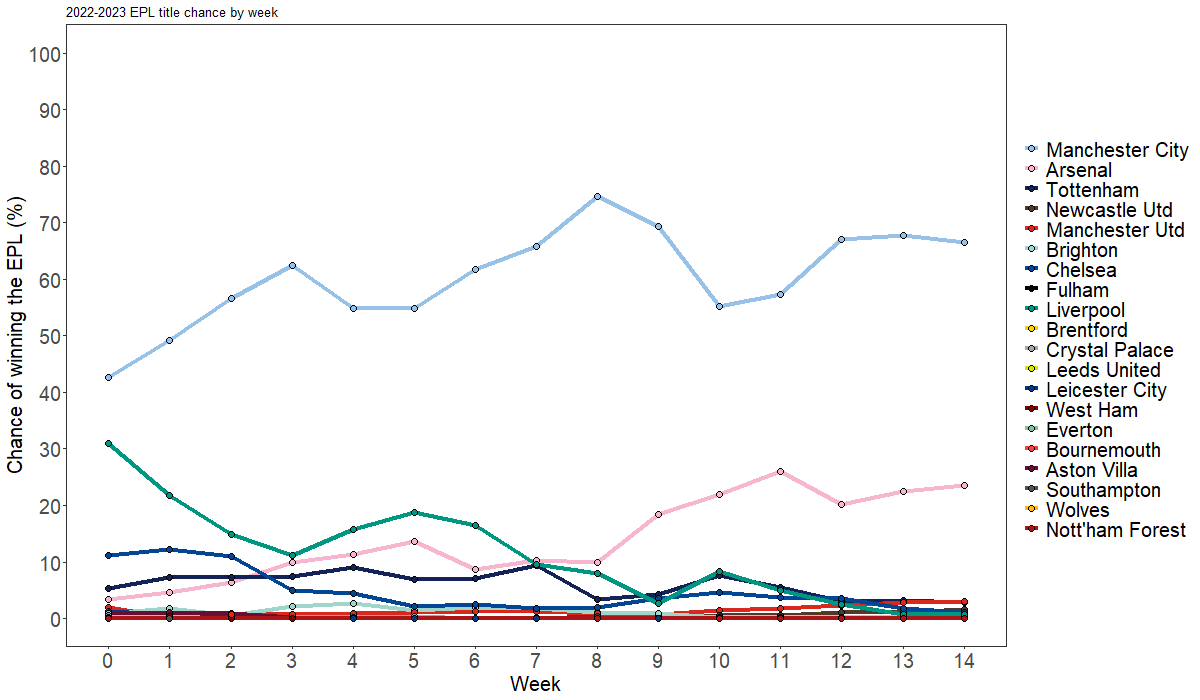 2022-2023 EPL title chance by week
Chance of winning the EPL (%)
100
90
80
70
60
50
40
30
20
10
0
0 1 2 3 4 5 6 7 8 9 10 11 12 13 14
Week
Manchester City
Arsenal
Tottenham
Newcastle Utd
Manchester Utd
Brighton
Chelsea
Fulham
Liverpool
Brentford
Crystal Palace
Leeds United
Leicester City
West Ham
Everton
Bournemouth
Aston Villa
Southampton
Wolves
Nott'ham Forest